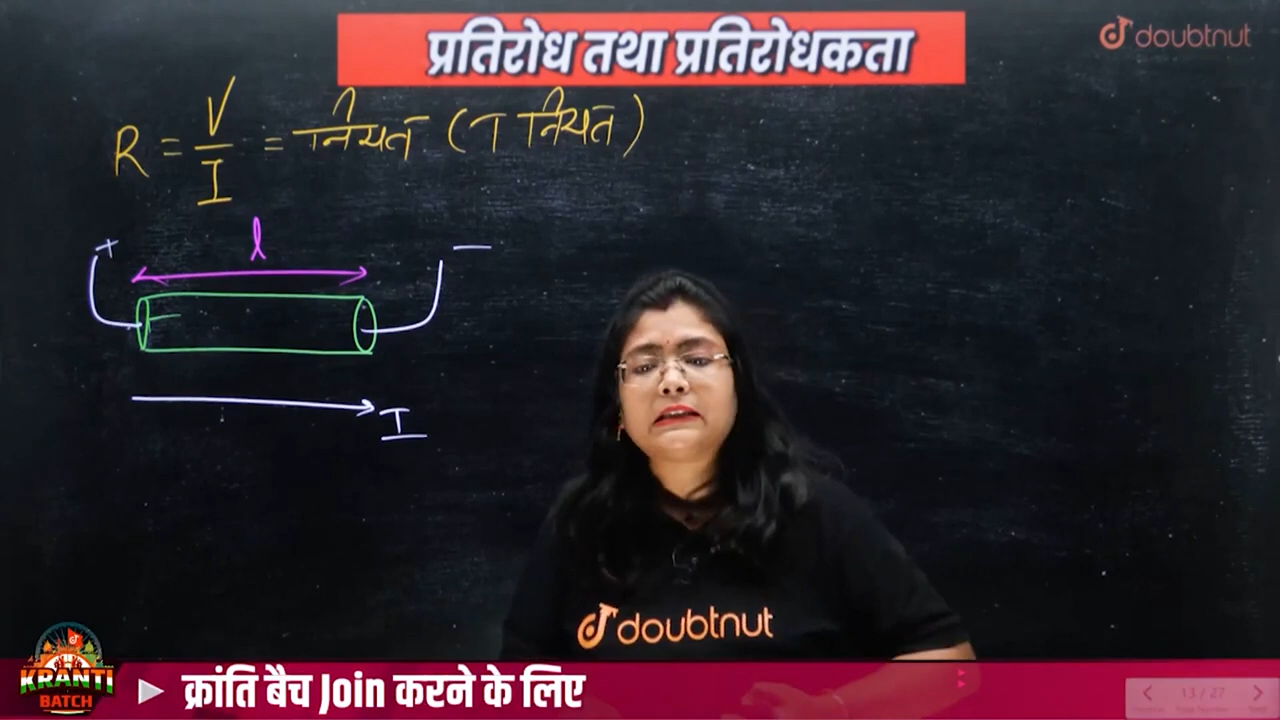 प्रतिरोध तथा प्रतिरोधकता
doubtnut
R = V/I = नियत (T नियत)
+
l
−
I
doubtnut
KRANTI
BATCH
क्रांति बैच Join करने के लिए
13 / 27